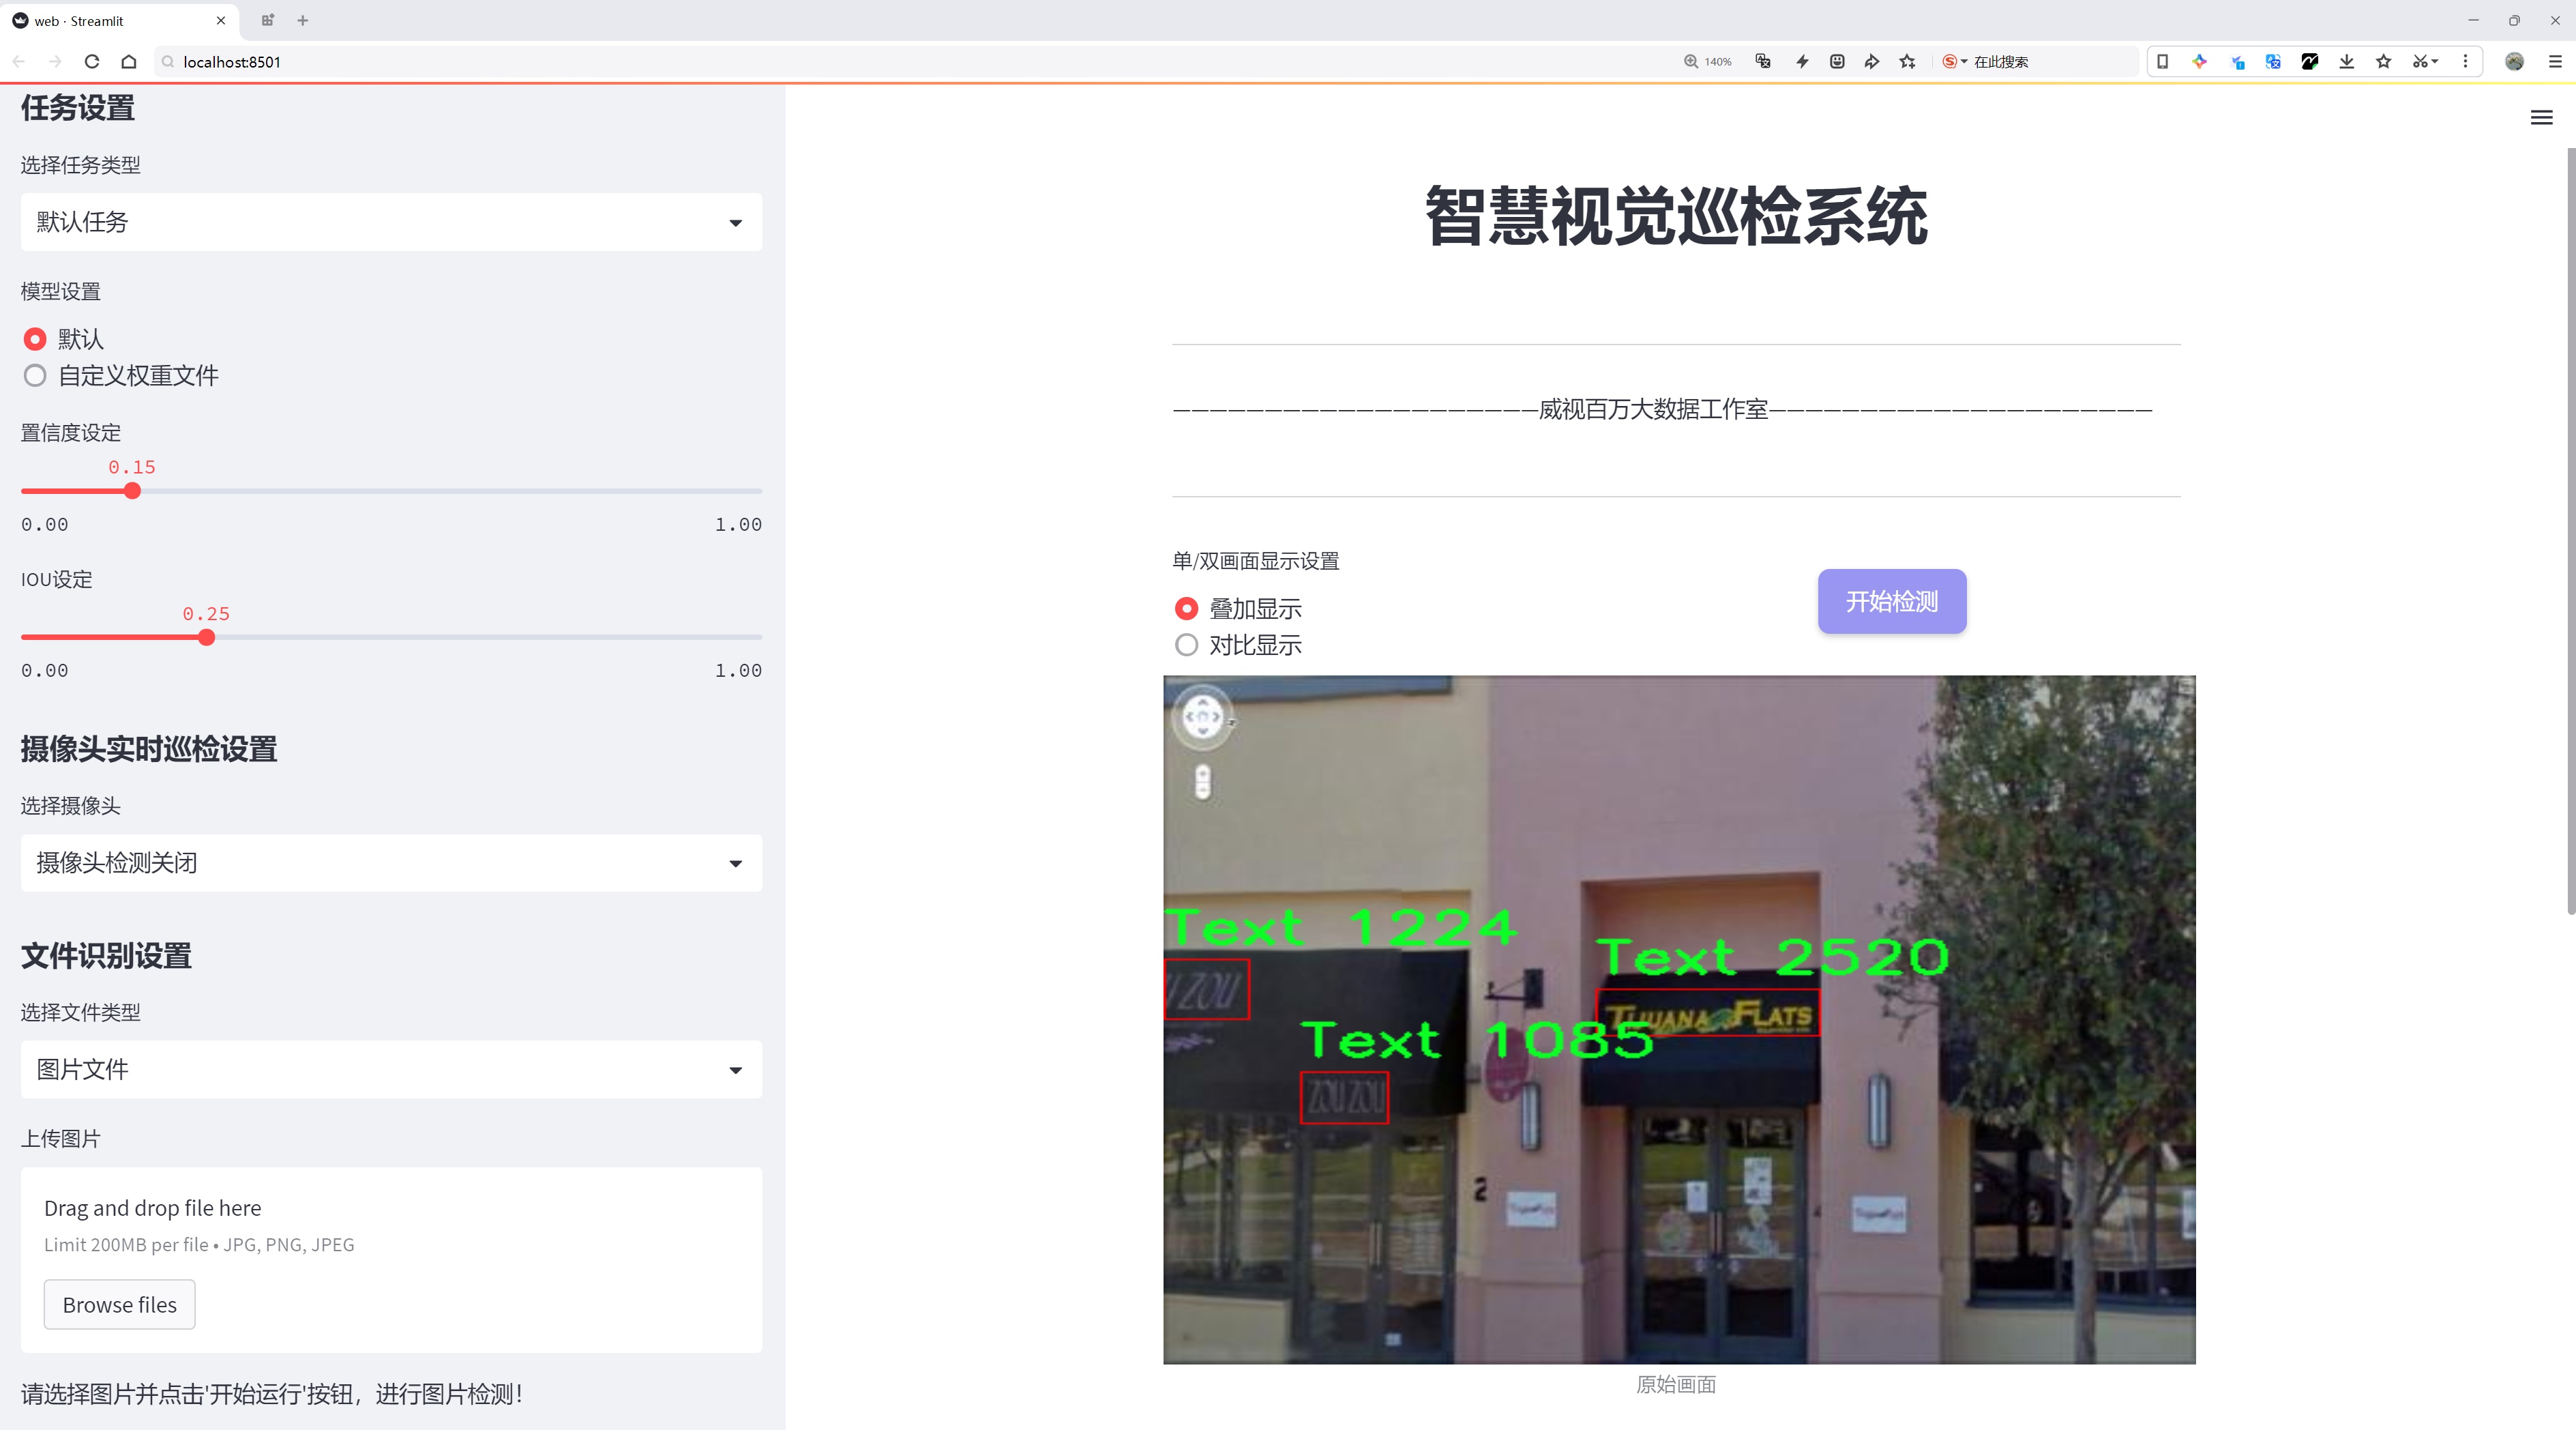 web · Streamlit
localhost:8501
140%
在此搜索
任务设置
选择任务类型
默认任务
模型设置
默认
自定义权重文件
置信度设定
0.15
0.00 1.00
IOU设定
0.25
0.00 1.00
摄像头实时巡检设置
选择摄像头
摄像头检测关闭
文件识别设置
选择文件类型
图片文件
上传图片
Drag and drop file here
Limit 200MB per file • JPG, PNG, JPEG
Browse files
请选择图片并点击'开始运行'按钮，进行图片检测！
智慧视觉巡检系统
————————————————————威视百万大数据工作室—————————————————————
单/双画面显示设置
叠加显示
对比显示
开始检测
Text 1224
Text 2520
ZOU
TIJUANA FLATS
Text 1085
ZOU ZOU
2
原始画面